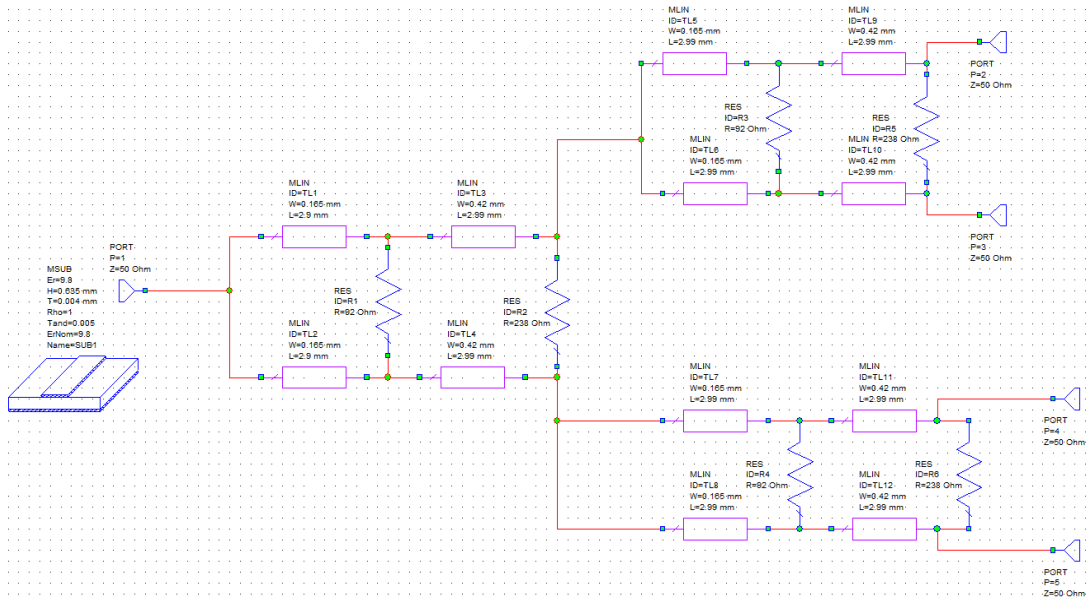 MLIN
ID=TL5
W=0.165 mm
L=2.99 mm
MLIN
ID=TL9
W=0.42 mm
L=2.99 mm
PORT
P=2
Z=50 Ohm
RES
ID=R3
R=92 Ohm
RES
ID=R5
R=238 Ohm
MLIN
ID=TL6
W=0.165 mm
L=2.99 mm
MLIN
ID=TL10
W=0.42 mm
L=2.99 mm
PORT
P=3
Z=50 Ohm
MLIN
ID=TL1
W=0.165 mm
L=2.9 mm
MLIN
ID=TL3
W=0.42 mm
L=2.99 mm
PORT
P=1
Z=50 Ohm
MSUB
Er=9.8
H=0.635 mm
T=0.004 mm
Rho=1
Tand=0.005
ErNom=9.8
Name=SUB1
RES
ID=R1
R=92 Ohm
RES
ID=R2
R=238 Ohm
MLIN
ID=TL2
W=0.165 mm
L=2.9 mm
MLIN
ID=TL4
W=0.42 mm
L=2.99 mm
MLIN
ID=TL7
W=0.165 mm
L=2.99 mm
MLIN
ID=TL11
W=0.42 mm
L=2.99 mm
PORT
P=4
Z=50 Ohm
RES
ID=R4
R=92 Ohm
RES
ID=R6
R=238 Ohm
MLIN
ID=TL8
W=0.165 mm
L=2.99 mm
MLIN
ID=TL12
W=0.42 mm
L=2.99 mm
PORT
P=5
Z=50 Ohm